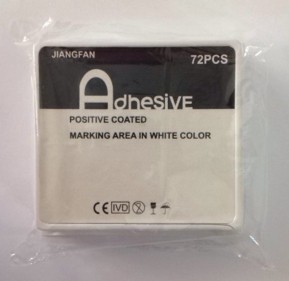 JIANGFAN 72PCS
AdhesiVE
POSITIVE COATED
MARKING AREA IN WHITE COLOR
CE IVD